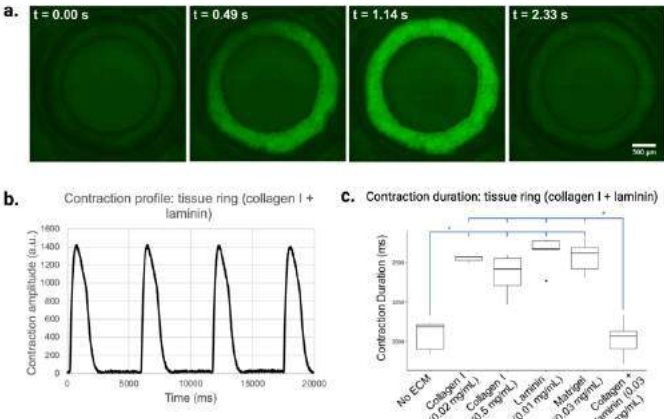 a.
t = 0.00 s
t = 0.49 s
t = 1.14 s
t = 2.33 s
500 μm
b.
Contraction profile: tissue ring (collagen I +
laminin)
Contraction amplitude (a.u.)
1600
1400
1200
1000
800
600
400
200
0
0
5000
10000
15000
20000
Time (ms)
c.
Contraction duration: tissue ring (collagen I + laminin)
Contraction Duration (ms)
No ECM
Collagen I
(0.02 mg/mL)
Collagen I
mg/mL)
Laminin
(0.01 mg/mL)
Matrigel
(0.03 mg/mL)
Collagen +
(0.03
mg/mL)